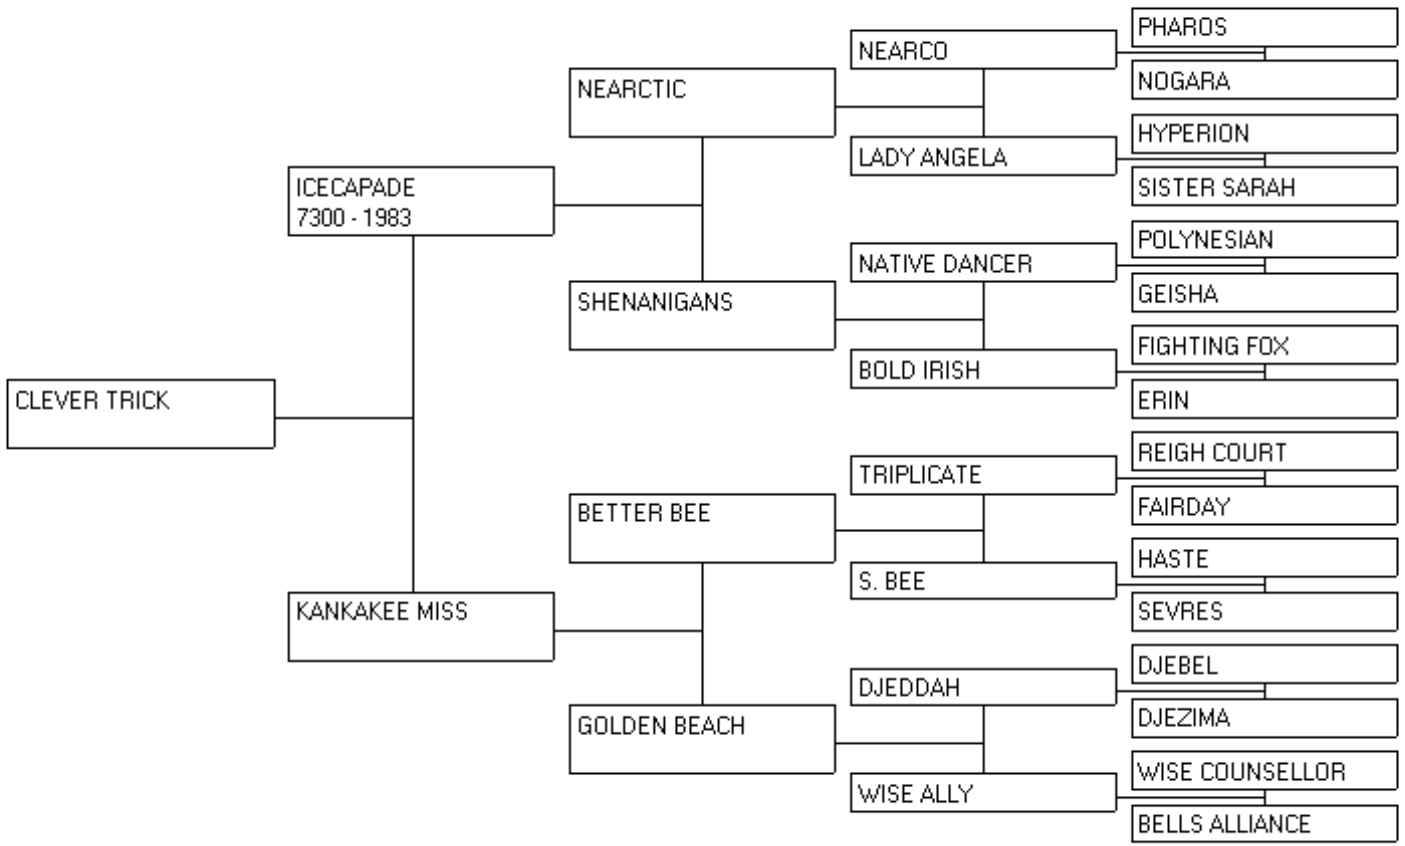 PHAROS
NEARCO
NOGARA
NEARCTIC
HYPERION
LADY ANGELA
SISTER SARAH
ICECAPADE
7300 - 1983
POLYNESIAN
NATIVE DANCER
GEISHA
SHENANIGANS
FIGHTING FOX
BOLD IRISH
ERIN
CLEVER TRICK
REIGH COURT
TRIPLICATE
FAIRDAY
BETTER BEE
HASTE
S. BEE
SEVRES
KANKAKEE MISS
DJEBEL
DJEDDAH
DJEZIMA
GOLDEN BEACH
WISE COUNSELLOR
WISE ALLY
BELLS ALLIANCE